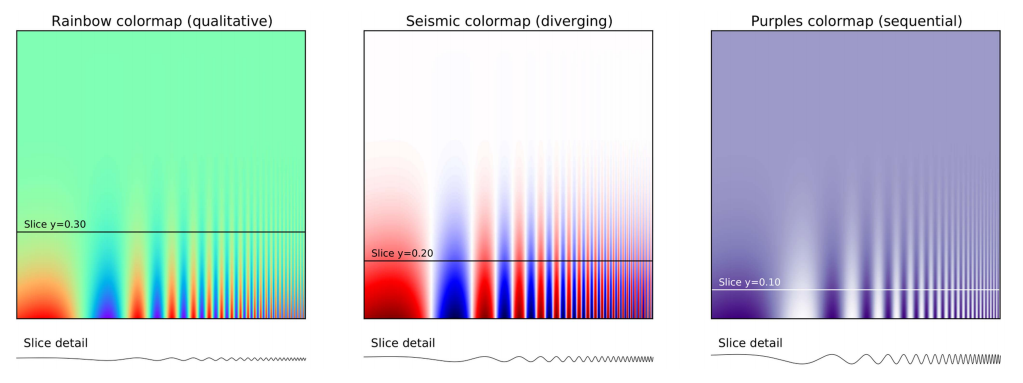 Rainbow colormap (qualitative)
Slice y=0.30
Slice detail
Seismic colormap (diverging)
Slice y=0.20
Slice detail
Purples colormap (sequential)
Slice y=0.10
Slice detail